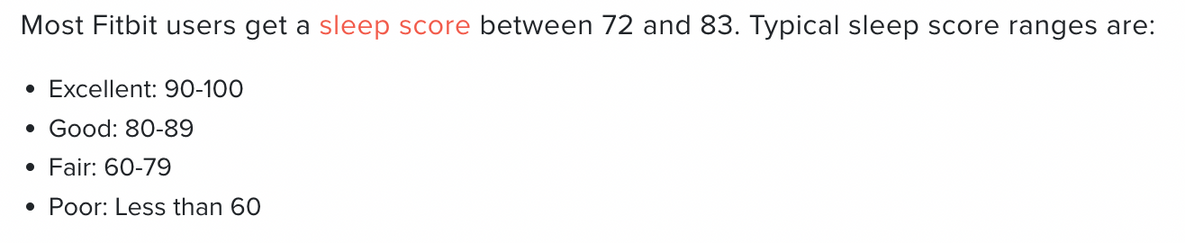 Most Fitbit users get a sleep score between 72 and 83. Typical sleep score ranges are:
• Excellent: 90-100
• Good: 80-89
• Fair: 60-79
• Poor: Less than 60